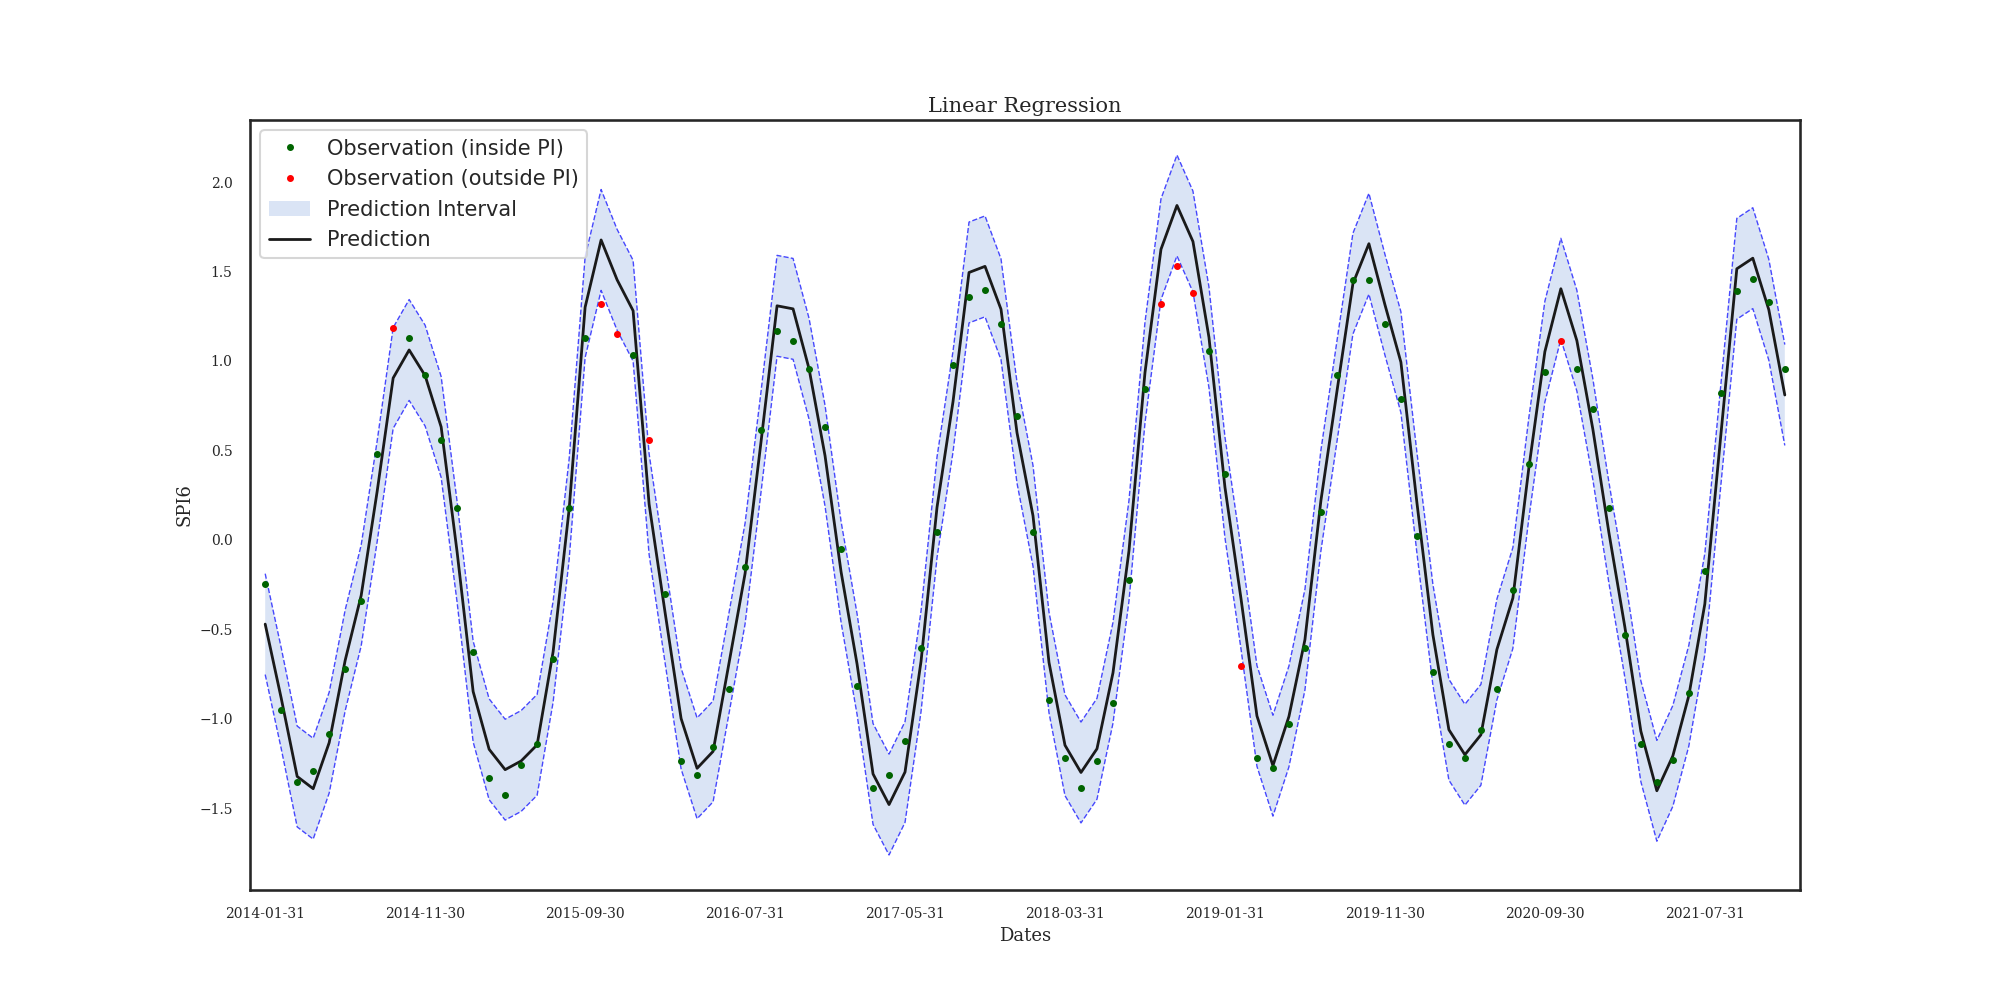 Linear Regression
Observation (inside PI)
Observation (outside PI)
Prediction Interval
Prediction
2.0
1.5
1.0
0.5
0.0
−0.5
−1.0
−1.5
SPI6
2014-01-31 2014-11-30 2015-09-30 2016-07-31 2017-05-31 2018-03-31 2019-01-31 2019-11-30 2020-09-30 2021-07-31
Dates